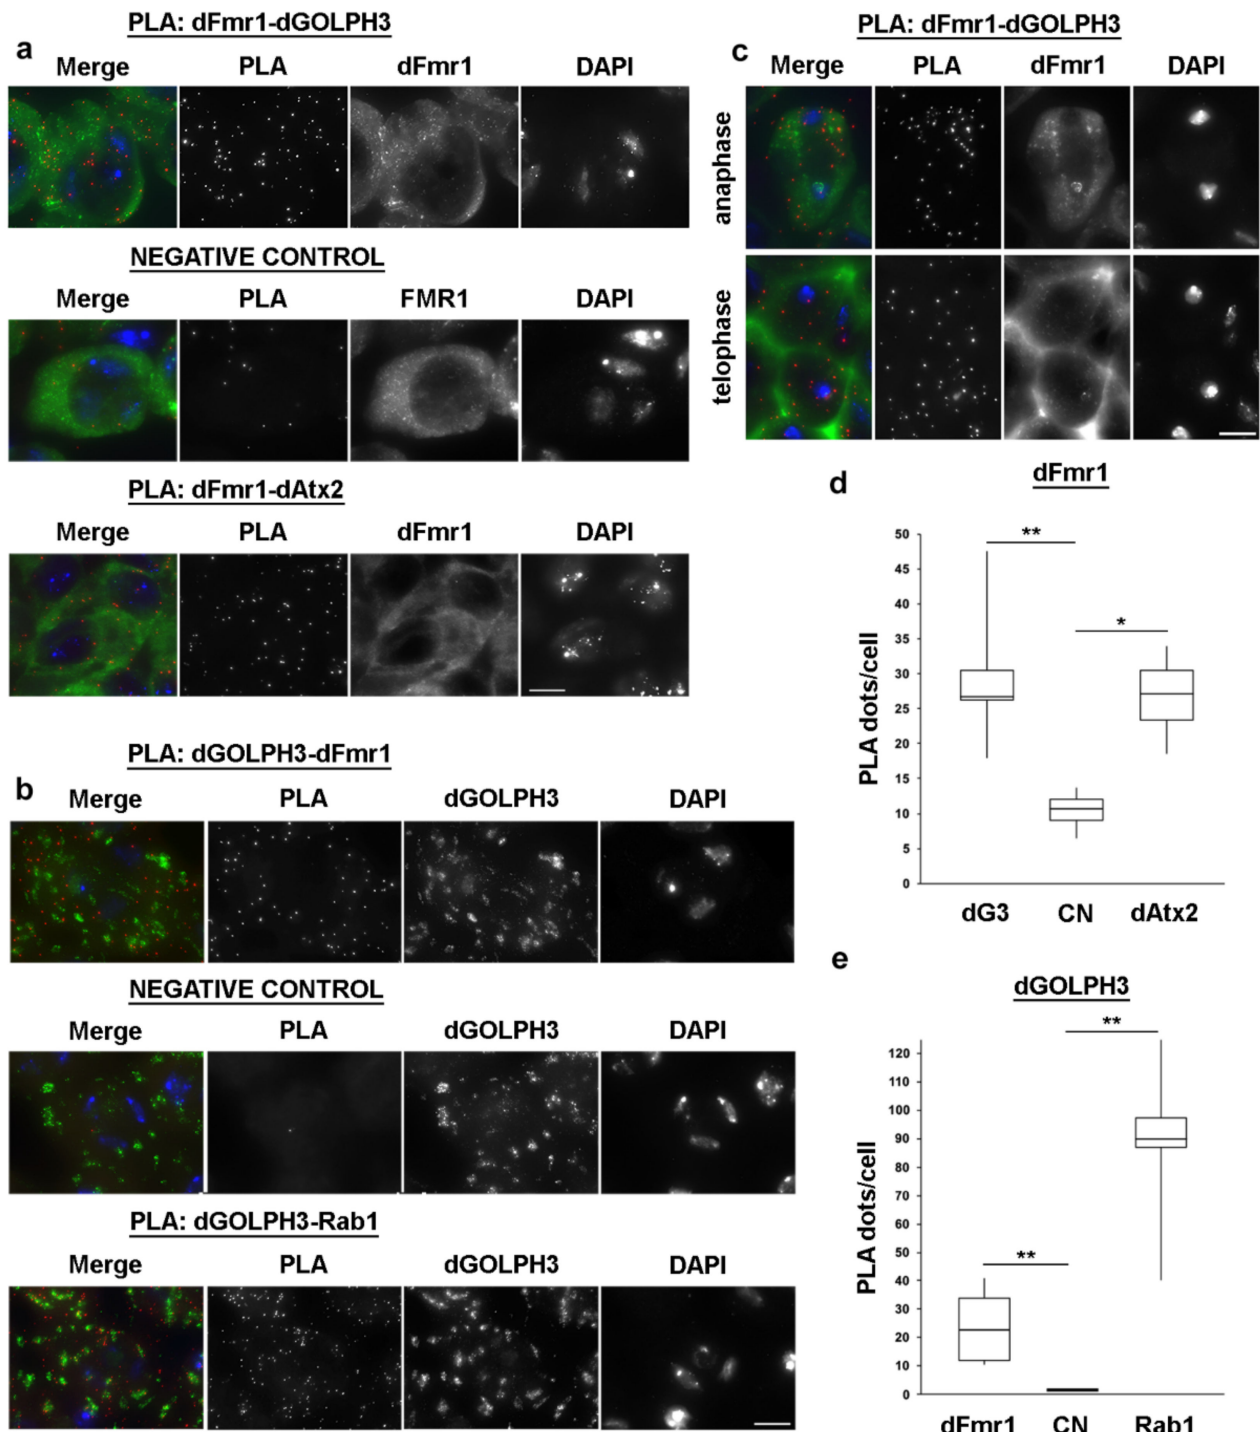 PLA: dFmr1-dGOLPH3
a
Merge PLA dFmr1 DAPI
NEGATIVE CONTROL
Merge PLA FMR1 DAPI
PLA: dFmr1-dAtx2
Merge PLA dFmr1 DAPI
PLA: dGOLPH3-dFmr1
b
Merge PLA dGOLPH3 DAPI
NEGATIVE CONTROL
Merge PLA dGOLPH3 DAPI
PLA: dGOLPH3-Rab1
Merge PLA dGOLPH3 DAPI
PLA: dFmr1-dGOLPH3
c
Merge PLA dFmr1 DAPI
anaphase
telophase
d
dFmr1
PLA dots/cell
50
45
40
35
30
25
20
15
10
5
0
**
*
dG3 CN dAtx2
e
dGOLPH3
PLA dots/cell
120
110
100
90
80
70
60
50
40
30
20
10
0
**
**
dFmr1 CN Rab1